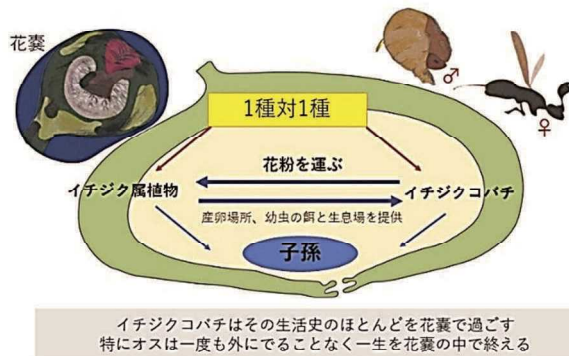 花嚢
♂
♀
1種対1種
花粉を運ぶ
イチジク属植物
イチジクコバチ
産卵場所、幼虫の餌と生息場を提供
子孫
イチジクコバチはその生活史のほとんどを花嚢で過ごす
特にオスは一度も外にでることなく一生を花嚢の中で終える